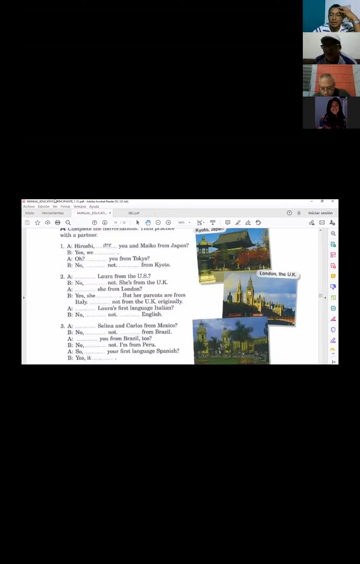 A Complete the conversations. Then practice
with a partner.
1. A: Hiroshi, are you and Maiko from Japan?
B: Yes, we ........ .
A: Oh? ........ you from Tokyo?
B: No, ........ not. ........ from Kyoto.
2. A: ........ Laura from the U.S.?
B: No, ........ not. She's from the U.K.
A: ........ she from London?
B: Yes, she ........ . But her parents are from
Italy. ........ not from the U.K. originally.
A: ........ Laura's first language Italian?
B: No, ........ not. ........ English.
3. A: ........ Selina and Carlos from Mexico?
B: No, ........ not. ........ from Brazil.
A: ........ you from Brazil, too?
B: No, ........ not. I'm from Peru.
A: So, ........ your first language Spanish?
B: Yes, it ........ .
Kyoto, Japan
London, the U.K.
Inicio
Herramientas
Iniciar sesión